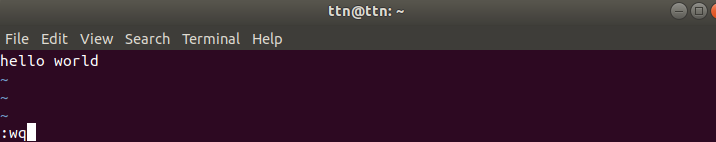 ttn@ttn: ~
File Edit View Search Terminal Help
hello world
~
~
~
:wq